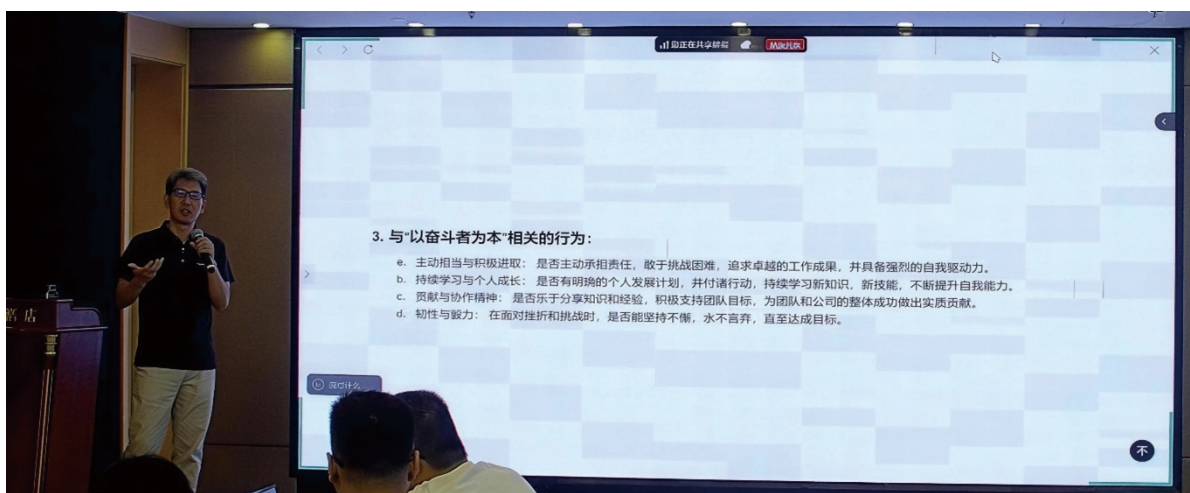 您正在共享屏幕
3. 与“以奋斗者为本”相关的行为：
e. 主动相当与积极进取： 是否主动承担责任，敢于挑战困难，追求卓越的工作成果，并具备强烈的自我驱动力。
b. 持续学习与个人成长： 是否有明确的个人发展计划，并付诸行动，持续学习新知识，新技能，不断提升自我能力。
c. 贡献与协作精神： 是否乐于分享知识和经验，积极支持团队目标，为团队和公司的整体成功做出实质贡献。
d. 韧性与毅力： 在面对挫折和挑战时，是否能坚持不懈，水不言弃，直至达成目标。
店